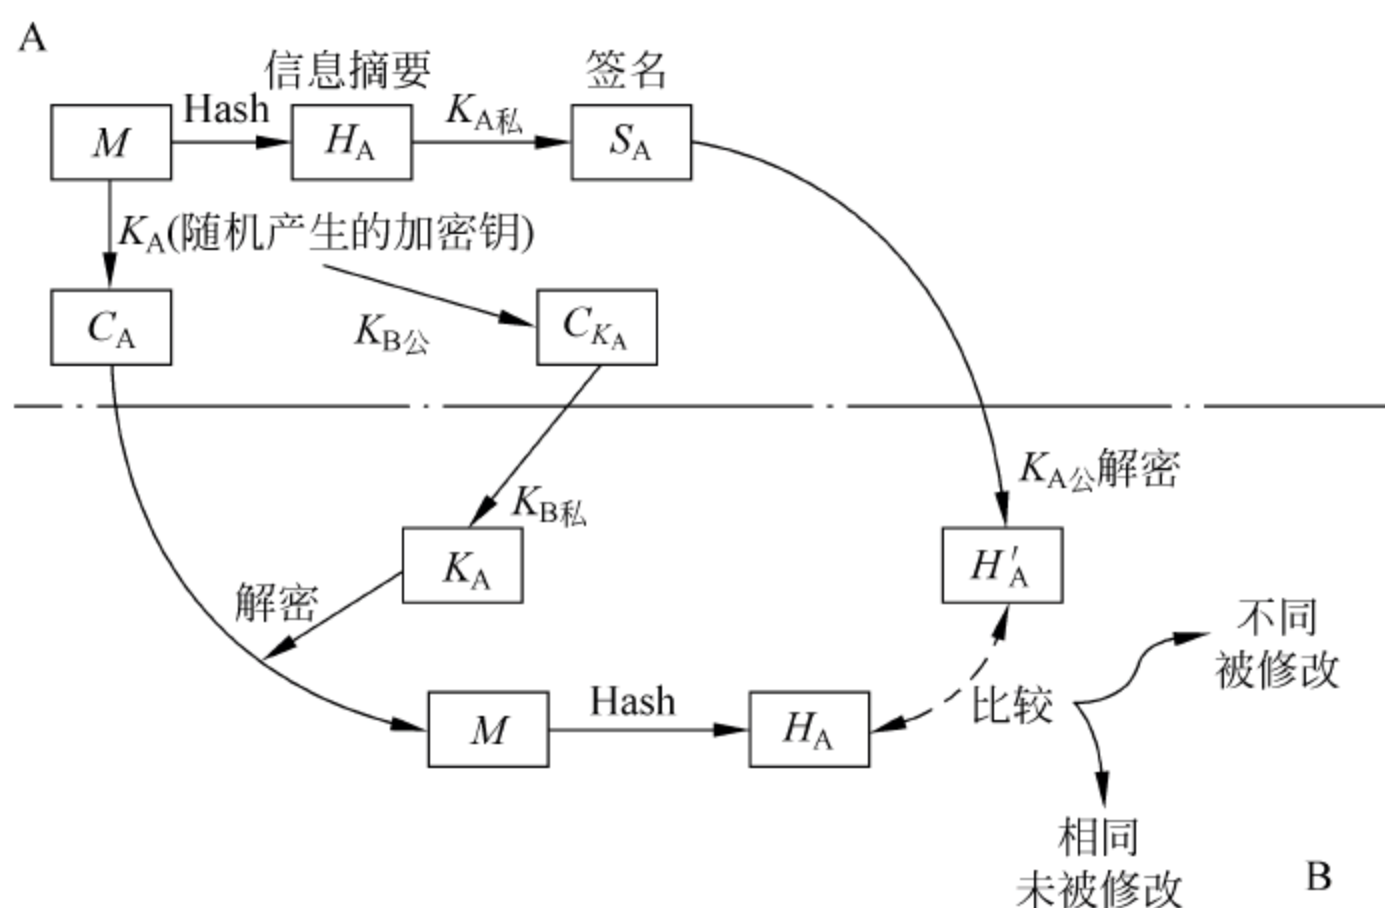 A
信息摘要
签名
M
Hash
H_A
K_A私
S_A
K_A(随机产生的加密钥)
C_A
K_B公
C_{K_A}
K_A公解密
K_B私
K_A
H'_A
解密
不同
被修改
M
Hash
H_A
比较
相同
未被修改
B